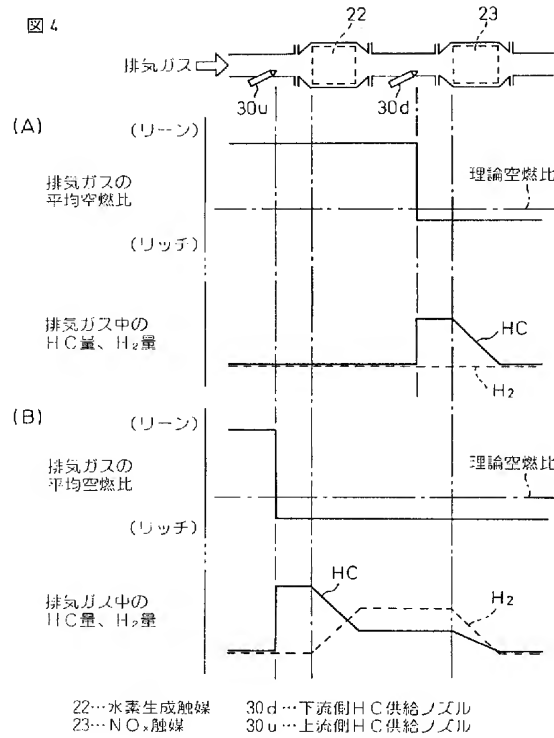 図4
22
23
排気ガス
30u
30d
(A)
(リーン)
排気ガスの
平均空燃比
理論空燃比
(リッチ)
排気ガス中の
HC量、H₂量
HC
H₂
(B)
(リーン)
排気ガスの
平均空燃比
理論空燃比
(リッチ)
排気ガス中の
HC量、H₂量
HC
H₂
22…水素生成触媒 30d…下流側HC供給ノズル
23…NOₓ触媒 30u…上流側HC供給ノズル